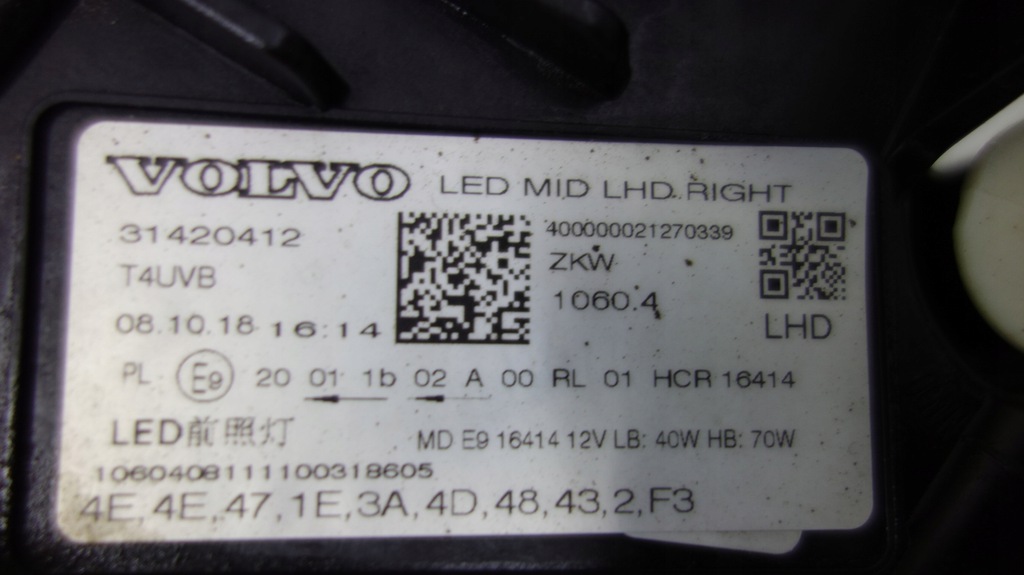 VOLVO LED MID LHD RIGHT
31420412
T4UVB
08.10.18 16:14
400000021270339
ZKW
1060.4
LHD
PL E9 20 01 1b 02 A 00 RL 01 HCR 16414
LED前照灯
MD E9 16414 12V LB: 40W HB: 70W
1060408111100318605
4E,4E,47,1E,3A,4D,48,43,2,F3